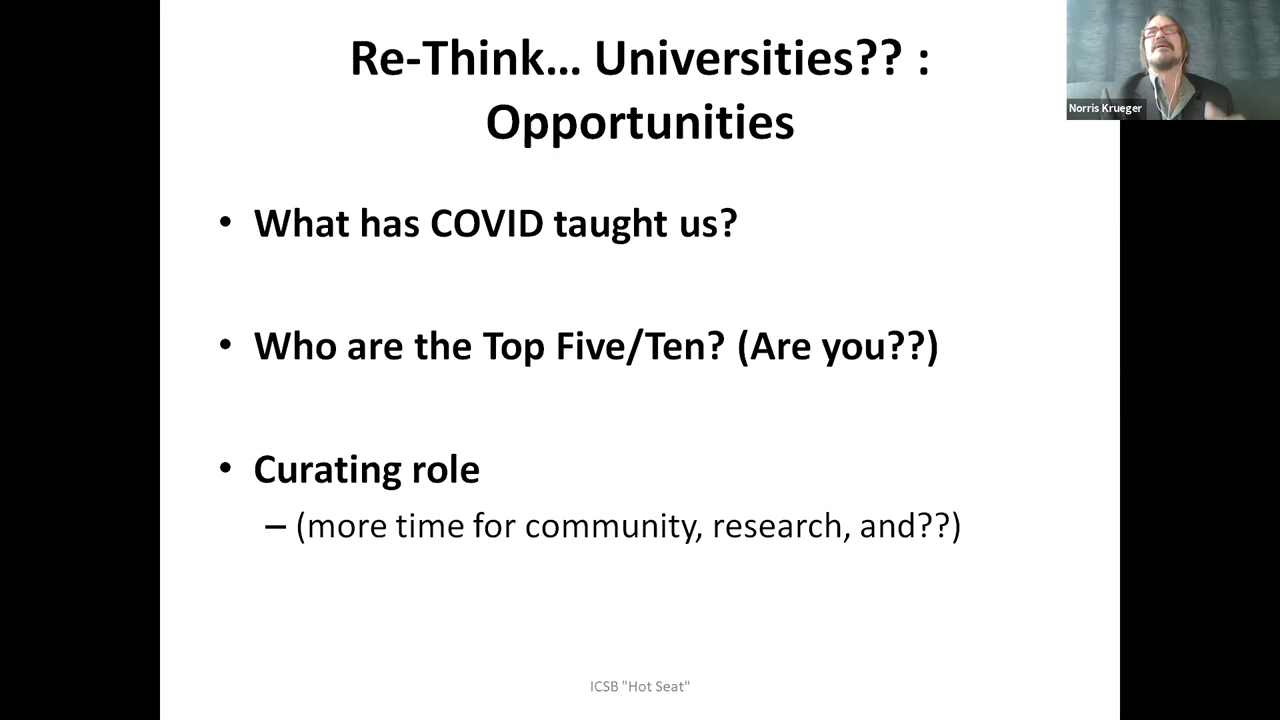 Re-Think... Universities?? :
Opportunities
Norris Krueger
• What has COVID taught us?
• Who are the Top Five/Ten? (Are you??)
• Curating role
– (more time for community, research, and??)
ICSB "Hot Seat"